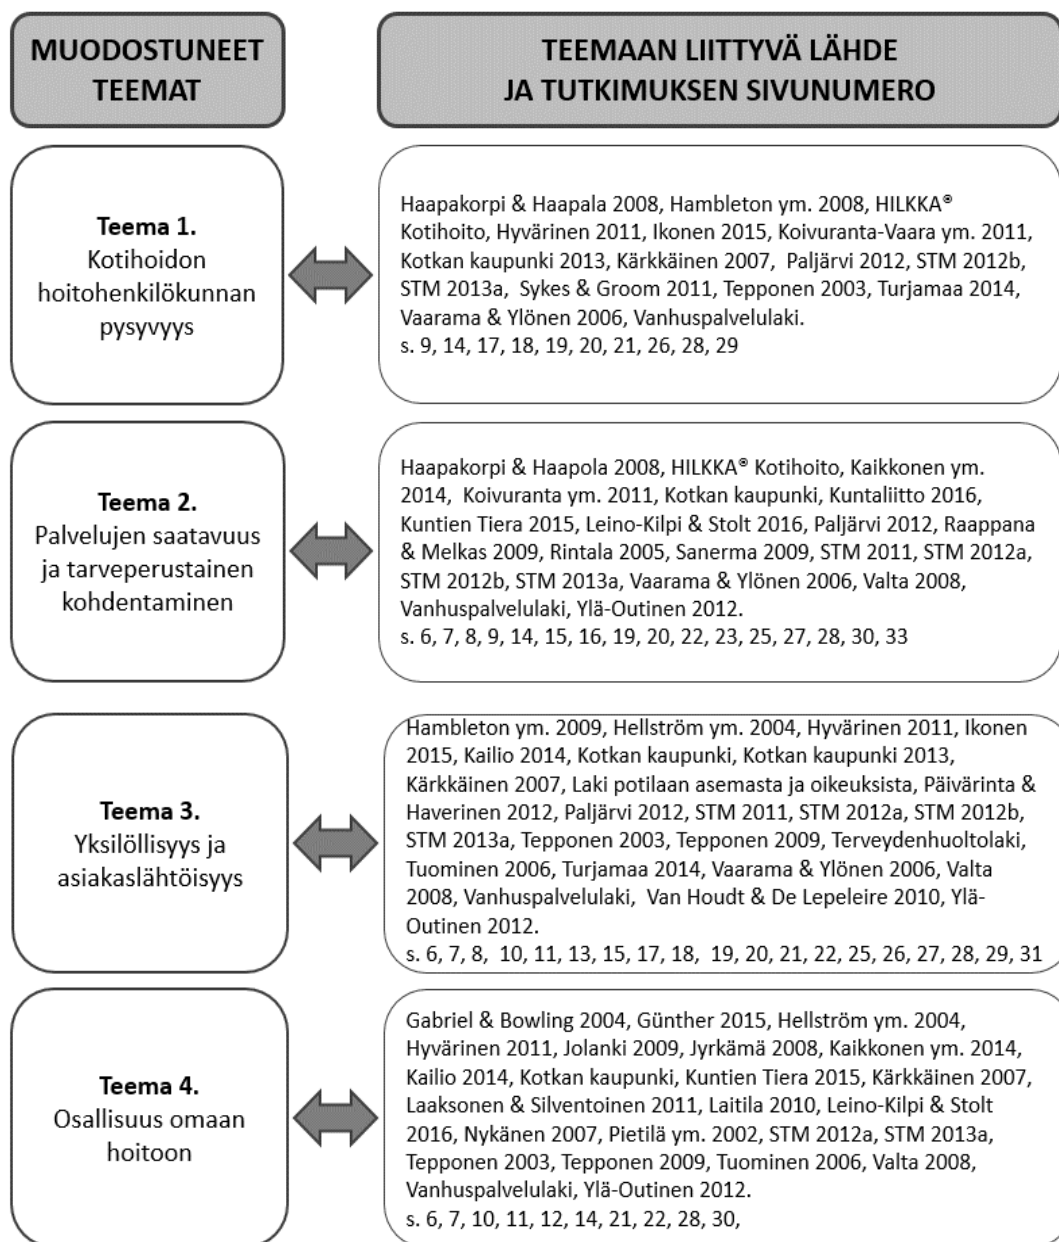 MUODOSTUNEET
TEEMAT
TEEMAAN LIITTYVÄ LÄHDE
JA TUTKIMUKSEN SIVUNUMERO
Teema 1.
Kotihoidon
hoitohenkilökunnan
pysyvyys
Haapakorpi & Haapala 2008, Hambleton ym. 2008, HILKKA®
Kotihoito, Hyvärinen 2011, Ikonen 2015, Koivuranta-Vaara ym. 2011,
Kotkan kaupunki 2013, Kärkkäinen 2007, Paljärvi 2012, STM 2012b,
STM 2013a, Sykes & Groom 2011, Tepponen 2003, Turjamaa 2014,
Vaarama & Ylönen 2006, Vanhuspalvelulaki.
s. 9, 14, 17, 18, 19, 20, 21, 26, 28, 29
Teema 2.
Palvelujen saatavuus
ja tarveperustainen
kohdentaminen
Haapakorpi & Haapola 2008, HILKKA® Kotihoito, Kaikkonen ym.
2014, Koivuranta ym. 2011, Kotkan kaupunki, Kuntaliitto 2016,
Kuntien Tiera 2015, Leino-Kilpi & Stolt 2016, Paljärvi 2012, Raappana
& Melkas 2009, Rintala 2005, Sanerma 2009, STM 2011, STM 2012a,
STM 2012b, STM 2013a, Vaarama & Ylönen 2006, Valta 2008,
Vanhuspalvelulaki, Ylä-Outinen 2012.
s. 6, 7, 8, 9, 14, 15, 16, 19, 20, 22, 23, 25, 27, 28, 30, 33
Teema 3.
Yksilöllisyys ja
asiakaslähtöisyys
Hambleton ym. 2009, Hellström ym. 2004, Hyvärinen 2011, Ikonen
2015, Kailio 2014, Kotkan kaupunki, Kotkan kaupunki 2013,
Kärkkäinen 2007, Laki potilaan asemasta ja oikeuksista, Päivärinta &
Haverinen 2012, Paljärvi 2012, STM 2011, STM 2012a, STM 2012b,
STM 2013a, Tepponen 2003, Tepponen 2009, Terveydenhuoltolaki,
Tuominen 2006, Turjamaa 2014, Vaarama & Ylönen 2006, Valta
2008, Vanhuspalvelulaki, Van Houdt & De Lepeleire 2010, Ylä-
Outinen 2012.
s. 6, 7, 8, 10, 11, 13, 15, 17, 18, 19, 20, 21, 22, 25, 26, 27, 28, 29, 31
Teema 4.
Osallisuus omaan
hoitoon
Gabriel & Bowling 2004, Günther 2015, Hellström ym. 2004,
Hyvärinen 2011, Jolanki 2009, Jyrkämä 2008, Kaikkonen ym. 2014,
Kailio 2014, Kotkan kaupunki, Kuntien Tiera 2015, Kärkkäinen 2007,
Laaksonen & Silventoinen 2011, Laitila 2010, Leino-Kilpi & Stolt
2016, Nykänen 2007, Pietilä ym. 2002, STM 2012a, STM 2013a,
Tepponen 2003, Tepponen 2009, Tuominen 2006, Valta 2008,
Vanhuspalvelulaki, Ylä-Outinen 2012.
s. 6, 7, 10, 11, 12, 14, 21, 22, 28, 30,